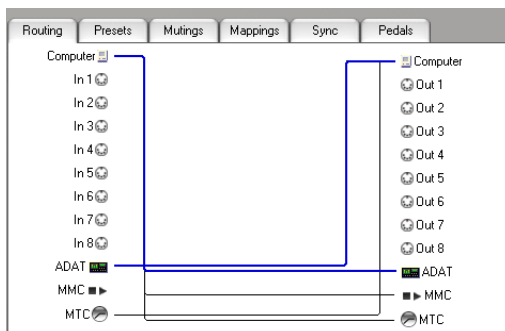 Routing Presets Mutings Mappings Sync Pedals
Computer Computer
In 1 Out 1
In 2 Out 2
In 3 Out 3
In 4 Out 4
In 5 Out 5
In 6 Out 6
In 7 Out 7
In 8 Out 8
ADAT ADAT
MMC MMC
MTC MTC